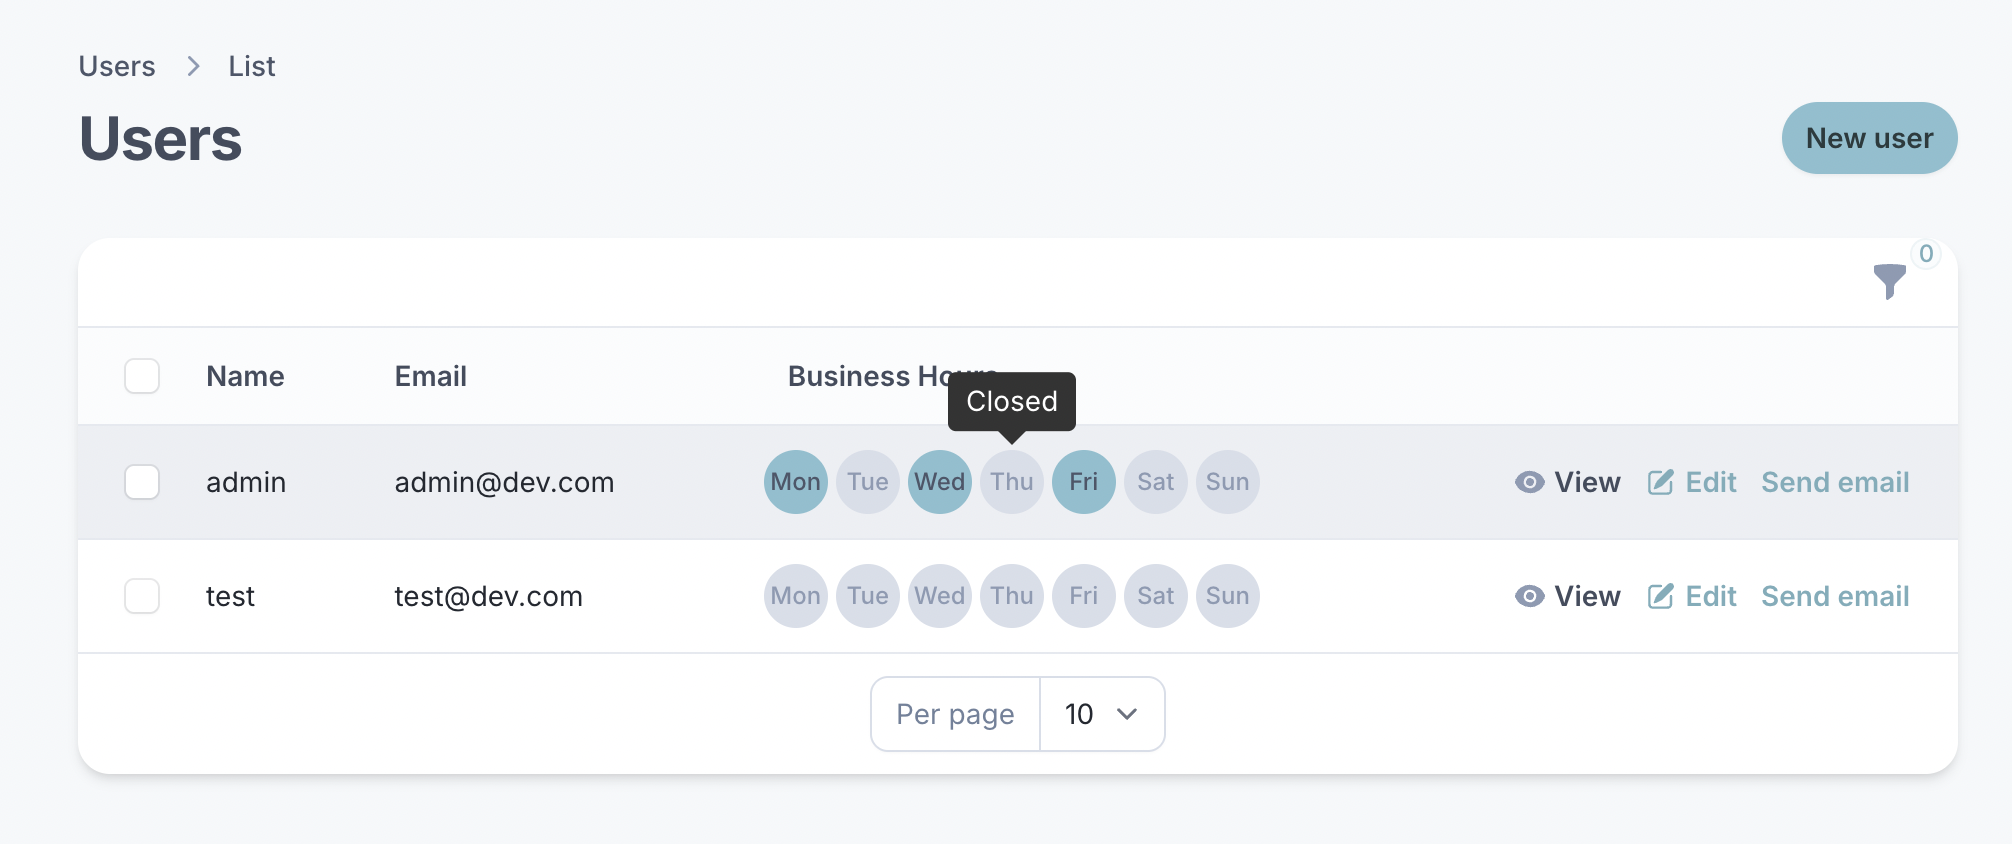 Users > List
Users
New user
0
Name Email Business Hours
Closed
admin admin@dev.com Mon Tue Wed Thu Fri Sat Sun View Edit Send email
test test@dev.com Mon Tue Wed Thu Fri Sat Sun View Edit Send email
Per page 10